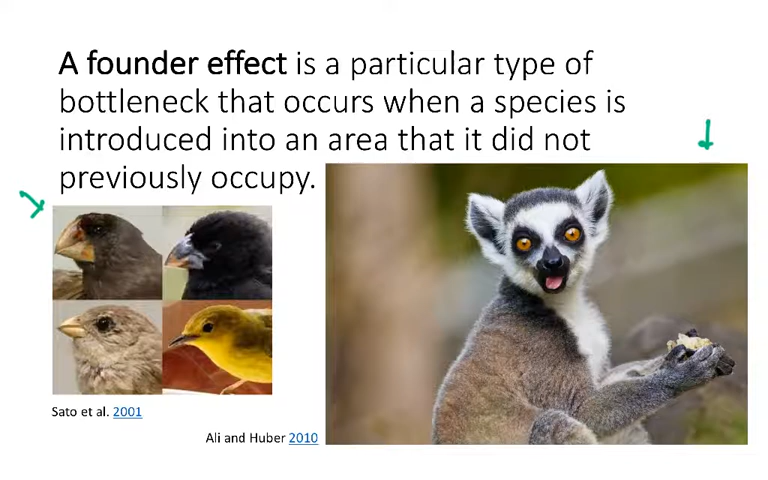 A founder effect is a particular type of
bottleneck that occurs when a species is
introduced into an area that it did not
previously occupy.
Sato et al. 2001
Ali and Huber 2010